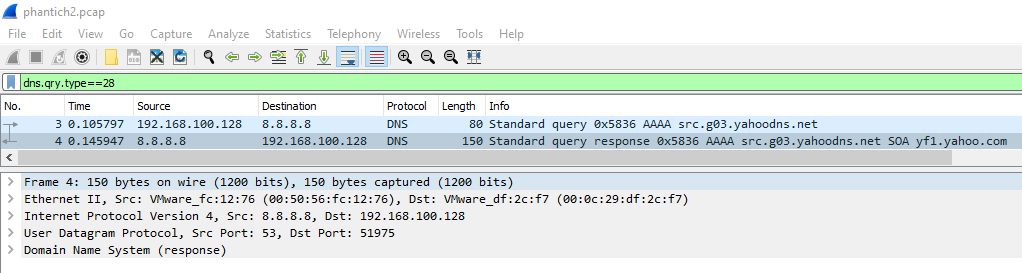 phantich2.pcap
File Edit View Go Capture Analyze Statistics Telephony Wireless Tools Help
dns.qry.type==28
No. Time Source Destination Protocol Length Info
3 0.105797 192.168.100.128 8.8.8.8 DNS 80 Standard query 0x5836 AAAA src.g03.yahoodns.net
4 0.145947 8.8.8.8 192.168.100.128 DNS 150 Standard query response 0x5836 AAAA src.g03.yahoodns.net SOA yf1.yahoo.com
Frame 4: 150 bytes on wire (1200 bits), 150 bytes captured (1200 bits)
Ethernet II, Src: VMware_fc:12:76 (00:50:56:fc:12:76), Dst: VMware_df:2c:f7 (00:0c:29:df:2c:f7)
Internet Protocol Version 4, Src: 8.8.8.8, Dst: 192.168.100.128
User Datagram Protocol, Src Port: 53, Dst Port: 51975
Domain Name System (response)